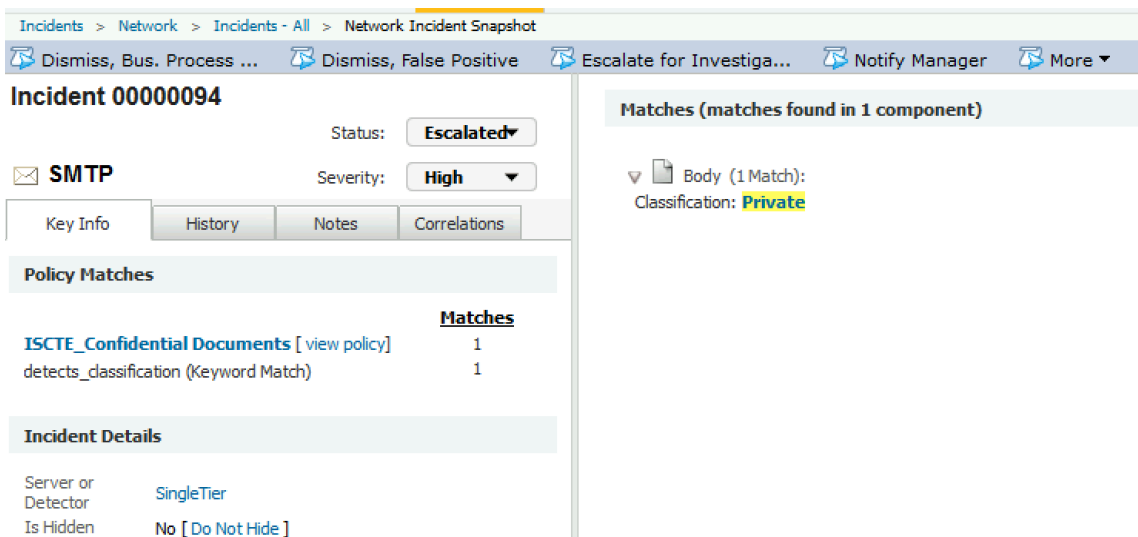 Incidents > Network > Incidents - All > Network Incident Snapshot
Dismiss, Bus. Process ... Dismiss, False Positive Escalate for Investiga... Notify Manager More
Incident 00000094
Status: Escalated
SMTP
Severity: High
Key Info History Notes Correlations
Policy Matches
Matches
ISCTE_Confidential Documents [ view policy] 1
detects_classification (Keyword Match) 1
Incident Details
Server or
Detector SingleTier
Is Hidden No [ Do Not Hide ]
Matches (matches found in 1 component)
Body (1 Match):
Classification: Private